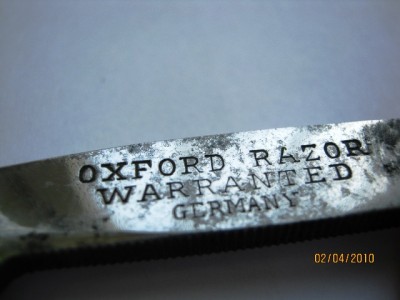 OXFORD RAZOR
WARRANTED
GERMANY
02/04/2010